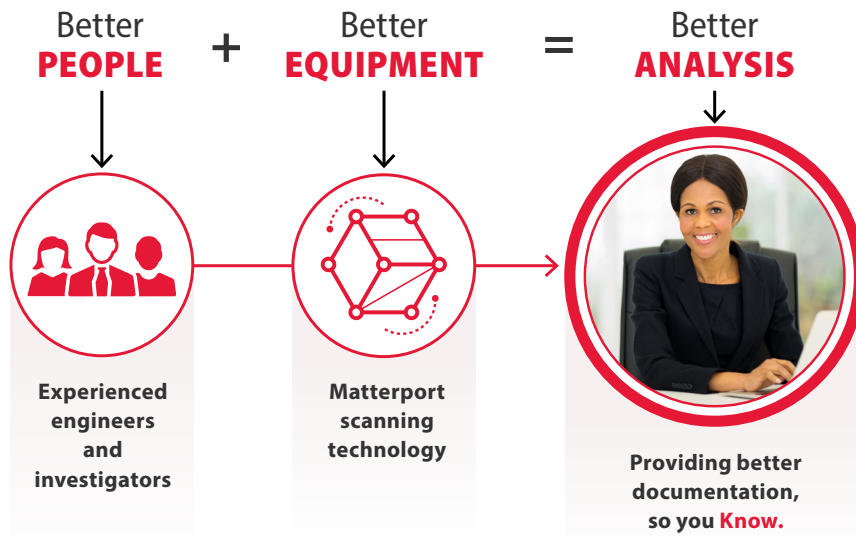 Better
PEOPLE
+
Better
EQUIPMENT
=
Better
ANALYSIS
Experienced
engineers
and
investigators
Matterport
scanning
technology
Providing better
documentation,
so you Know.